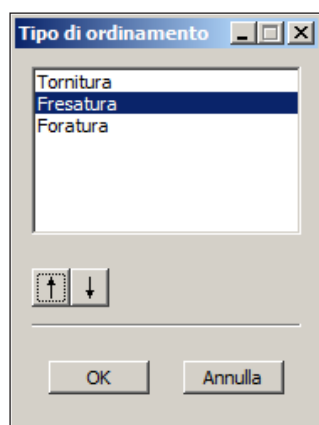 Tipo di ordinamento
Tornitura
Fresatura
Foratura
OK Annulla